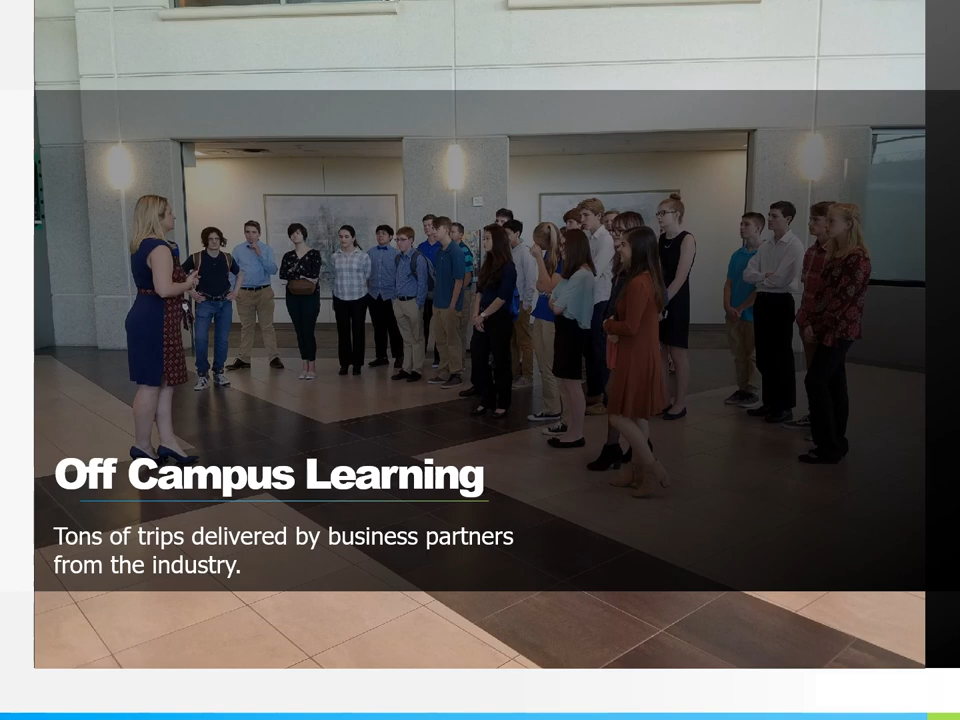 Off Campus Learning
Tons of trips delivered by business partners
from the industry.